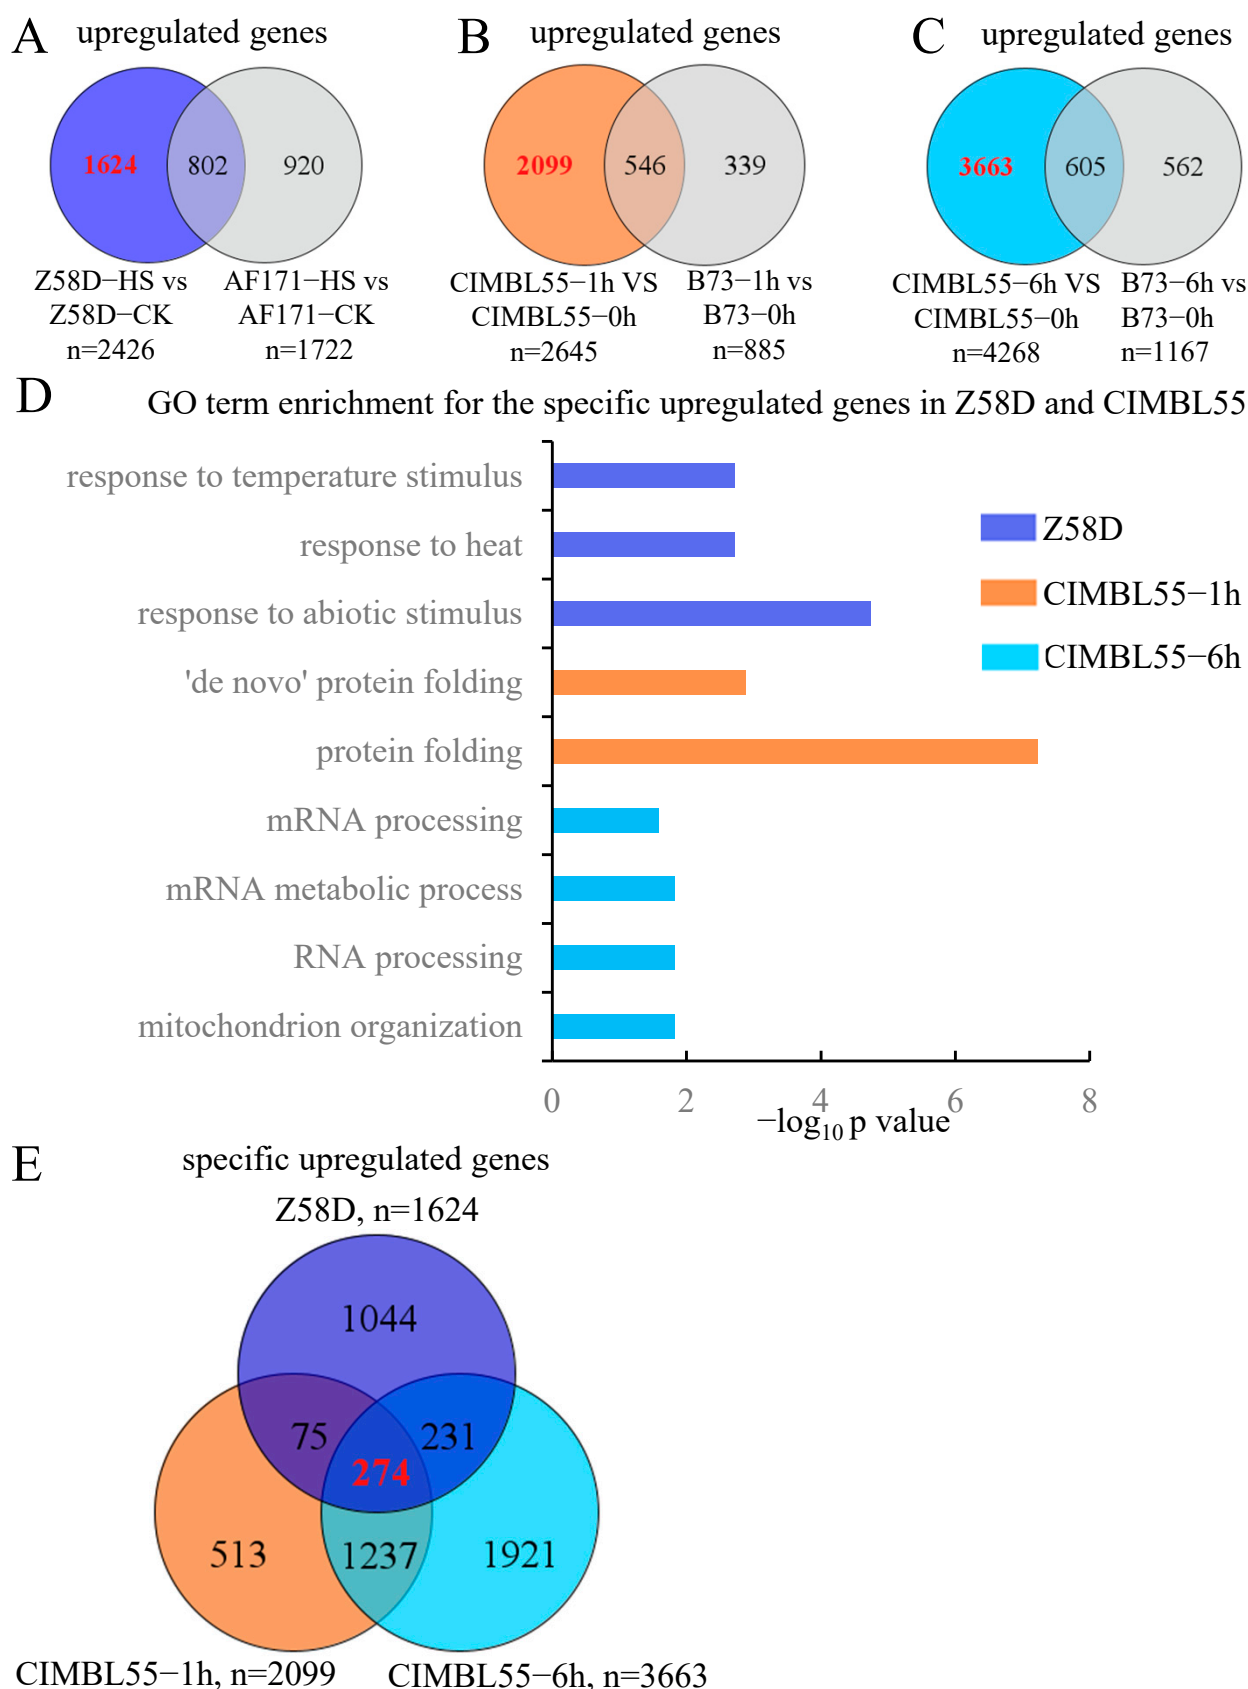 A upregulated genes
1624 802 920
Z58D−HS vs
Z58D−CK
n=2426
AF171−HS vs
AF171−CK
n=1722
B upregulated genes
2099 546 339
CIMBL55−1h VS
CIMBL55−0h
n=2645
B73−1h vs
B73−0h
n=885
C upregulated genes
3663 605 562
CIMBL55−6h VS
CIMBL55−0h
n=4268
B73−6h vs
B73−0h
n=1167
D GO term enrichment for the specific upregulated genes in Z58D and CIMBL55
response to temperature stimulus
response to heat
response to abiotic stimulus
'de novo' protein folding
protein folding
mRNA processing
mRNA metabolic process
RNA processing
mitochondrion organization
Z58D
CIMBL55−1h
CIMBL55−6h
0 2 4 6 8
−log₁₀ p value
E specific upregulated genes
Z58D, n=1624
1044
75 231
274
513 1237 1921
CIMBL55−1h, n=2099 CIMBL55−6h, n=3663